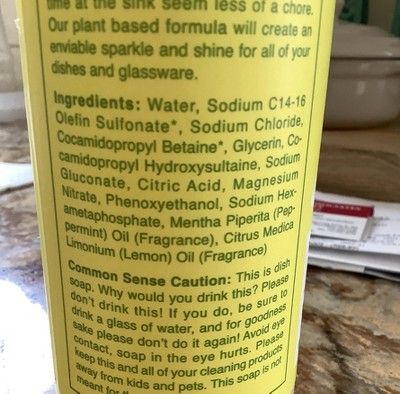 time at the sink seem less of a chore.
Our plant based formula will create an
enviable sparkle and shine for all of your
dishes and glassware.
Ingredients: Water, Sodium C14-16
Olefin Sulfonate*, Sodium Chloride,
Cocamidopropyl Betaine*, Glycerin, Co-
camidopropyl Hydroxysultaine, Sodium
Gluconate, Citric Acid, Magnesium
Nitrate, Phenoxyethanol, Sodium Hex-
ametaphosphate, Mentha Piperita (Pep-
permint) Oil (Fragrance), Citrus Medica
Limonium (Lemon) Oil (Fragrance)
Common Sense Caution: This is dish
soap. Why would you drink this? Please
don't drink this! If you do, be sure to
drink a glass of water, and for goodness
sake please don't do it again! Avoid eye
contact, soap in the eye hurts. Please
keep this and all of your cleaning products
away from kids and pets. This soap is not
meant for